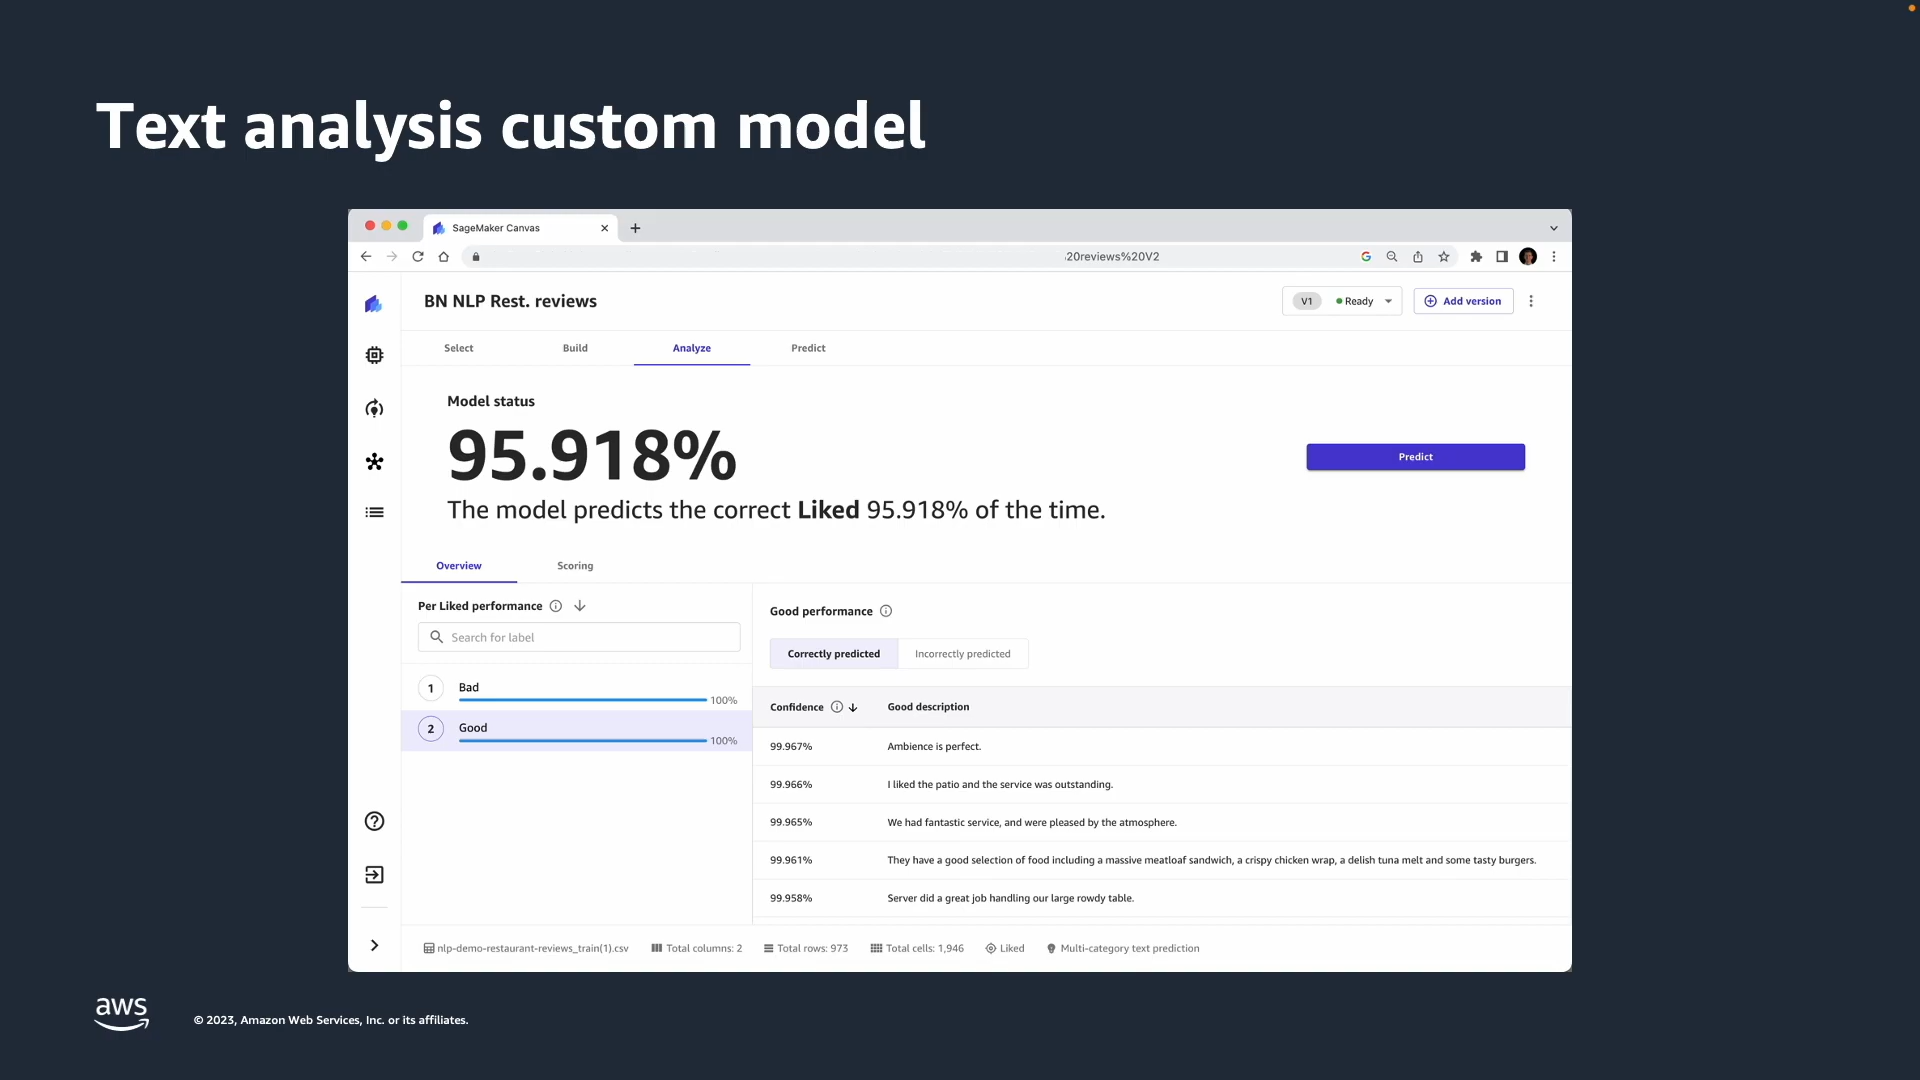 Text analysis custom model
SageMaker Canvas
20reviews%20V2
BN NLP Rest. reviews
V1
Ready
Add version
Select
Build
Analyze
Predict
Model status
95.918%
Predict
The model predicts the correct Liked 95.918% of the time.
Overview
Scoring
Per Liked performance
Search for label
1
Bad
100%
2
Good
100%
Good performance
Correctly predicted
Incorrectly predicted
Confidence
Good description
99.967%
Ambience is perfect.
99.966%
I liked the patio and the service was outstanding.
99.965%
We had fantastic service, and were pleased by the atmosphere.
99.961%
They have a good selection of food including a massive meatloaf sandwich, a crispy chicken wrap, a delish tuna melt and some tasty burgers.
99.958%
Server did a great job handling our large rowdy table.
nlp-demo-restaurant-reviews_train(1).csv
Total columns: 2
Total rows: 973
Total cells: 1,946
Liked
Multi-category text prediction
aws
© 2023, Amazon Web Services, Inc. or its affiliates.